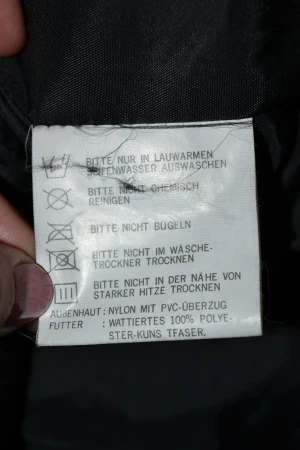 BITTE NUR IN LAUWARMEN
SEIFENWASSER AUSWASCHEN
BITTE NICHT CHEMISCH
REINIGEN
BITTE NICHT BÜGELN
BITTE NICHT IM WÄSCHE-
TROCKNER TROCKNEN
BITTE NICHT IN DER NÄHE VON
STARKER HITZE TROCKNEN
AUßENHAUT: NYLON MIT PVC-ÜBERZUG
FUTTER : WATTIERTES 100% POLYE-
STER-KUNS TFASER.